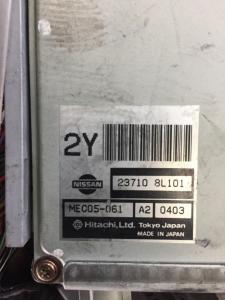 2Y
NISSAN
23710 8L101
MEC05-061 A2 0403
Hitachi, Ltd. Tokyo Japan
MADE IN JAPAN